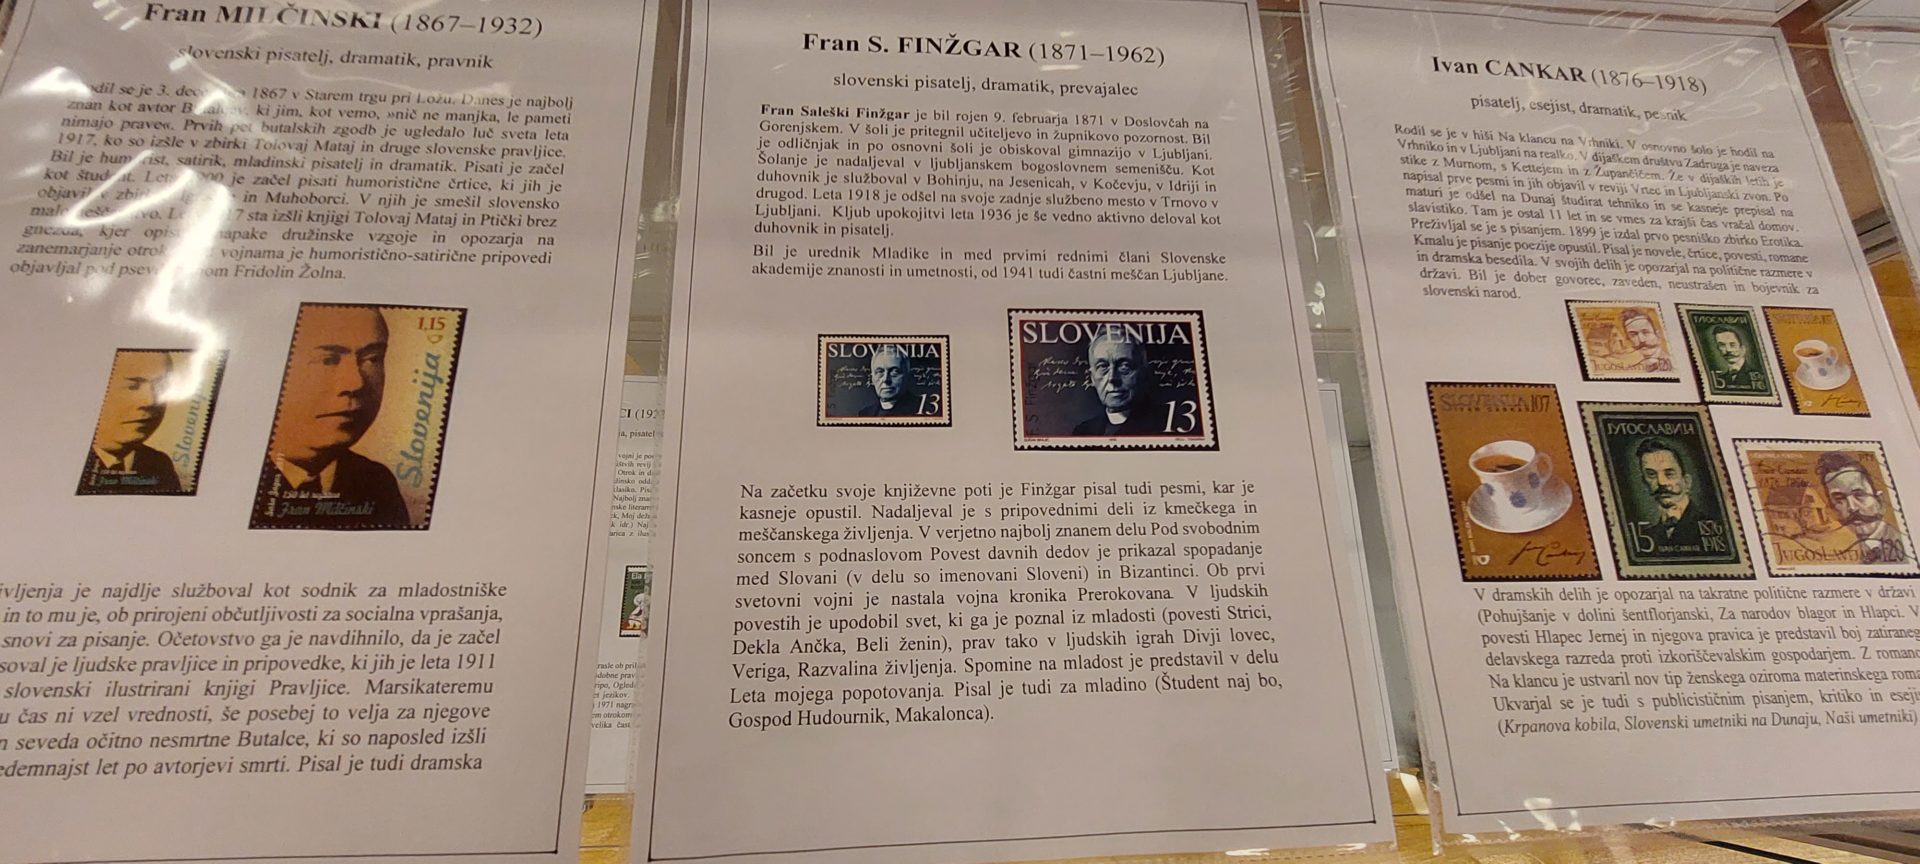 Fran MILČINSKI (1867–1932)
slovenski pisatelj, dramatik, pravnik
se je 3. 1867 v Starem trgu pri Ložu. Danes je najbolj
znan kot avtor ki jim, kot vemo, »nič ne manjka, le pameti
nimajo prave«. Prvih pet butalskih zgodb je ugledalo luč sveta leta
1917, ko so izšle v zbirki Tolovaj Mataj in druge slovenske pravljice.
Bil je satirik, mladinski pisatelj in dramatik. Pisati je začel
kot je začel pisati humoristične črtice, ki jih je
objavil v in Muhoborci. V njih je smešil slovensko
sta izšli knjigi Tolovaj Mataj in Ptički brez
gnezda, kjer napake družinske vzgoje in opozarja na
zanemarjanje vojnama je humoristično-satirične pripovedi
objavljal pod Fridolin Žolna.
Slovenija
Fran Milčinski
1,15
Slovenija
150 let rojstva
Fran Milčinski
je najdlje služboval kot sodnik za mladostniške
in to mu je, ob prirojeni občutljivosti za socialna vprašanja,
snovi za pisanje. Očetovstvo ga je navdihnilo, da je začel
je ljudske pravljice in pripovedke, ki jih je leta 1911
slovenski ilustrirani knjigi Pravljice. Marsikateremu
čas ni vzel vrednosti, še posebej to velja za njegove
seveda očitno nesmrtne Butalce, ki so naposled izšli
let po avtorjevi smrti. Pisal je tudi dramska
Fran S. FINŽGAR (1871–1962)
slovenski pisatelj, dramatik, prevajalec
Fran Saleški Finžgar je bil rojen 9. februarja 1871 v Doslovčah na
Gorenjskem. V šoli je pritegnil učiteljevo in župnikovo pozornost. Bil
je odličnjak in po osnovni šoli je obiskoval gimnazijo v Ljubljani.
Šolanje je nadaljeval v ljubljanskem bogoslovnem semenišču. Kot
duhovnik je služboval v Bohinju, na Jesenicah, v Kočevju, v Idriji in
drugod. Leta 1918 je odšel na svoje zadnje službeno mesto v Trnovo v
Ljubljani. Kljub upokojitvi leta 1936 je še vedno aktivno deloval kot
duhovnik in pisatelj.
Bil je urednik Mladike in med prvimi rednimi člani Slovenske
akademije znanosti in umetnosti, od 1941 tudi častni meščan Ljubljane.
SLOVENIJA
13
SLOVENIJA
13
Na začetku svoje književne poti je Finžgar pisal tudi pesmi, kar je
kasneje opustil. Nadaljeval je s pripovednimi deli iz kmečkega in
meščanskega življenja. V verjetno najbolj znanem delu Pod svobodnim
soncem s podnaslovom Povest davnih dedov je prikazal spopadanje
med Slovani (v delu so imenovani Sloveni) in Bizantinci. Ob prvi
svetovni vojni je nastala vojna kronika Prerokovana. V ljudskih
povestih je upodobil svet, ki ga je poznal iz mladosti (povesti Strici,
Dekla Ančka, Beli ženin), prav tako v ljudskih igrah Divji lovec,
Veriga, Razvalina življenja. Spomine na mladost je predstavil v delu
Leta mojega popotovanja. Pisal je tudi za mladino (Študent naj bo,
Gospod Hudournik, Makalonca).
Ivan CANKAR (1876–1918)
pisatelj, esejist, dramatik, pesnik
Rodil se je v hiši Na klancu na Vrhniki. V osnovno šolo je hodil na
Vrhniko in v Ljubljani na realko. V dijaškem društvu Zadruga je naveza
stike z Murnom, s Kettejem in z Župančičem. Že v dijaških letih je
napisal prve pesmi in jih objavil v reviji Vrtec in Ljubljanski zvon. Po
maturi je odšel na Dunaj študirat tehniko in se kasneje prepisal na
slavistiko. Tam je ostal 11 let in se vmes za krajši čas vračal domov.
Preživljal se je s pisanjem. 1899 je izdal prvo pesniško zbirko Erotika.
Kmalu je pisanje poezije opustil. Pisal je novele, črtice, povesti, romane
in dramska besedila. V svojih delih je opozarjal na politične razmere v
državi. Bil je dober govorec, zaveden, neustrašen in bojevnik za
slovenski narod.
JUGOSLAVIJA
ЈУГОСЛАВИЈА
15
SLOVENIJA 107
ЈУГОСЛАВИЈА
15
1876
1918
IVAN CANKAR
JUGOSLAVIJA
V dramskih delih je opozarjal na takratne politične razmere v državi
(Pohujšanje v dolini šentflorjanski, Za narodov blagor in Hlapci. V
povesti Hlapec Jernej in njegova pravica je predstavil boj zatiraneg
delavskega razreda proti izkoriščevalskim gospodarjem. Z romano
Na klancu je ustvaril nov tip ženskega oziroma materinskega roma
Ukvarjal se je tudi s publicističnim pisanjem, kritiko in eseji
(Krpanova kobila, Slovenski umetniki na Dunaju, Naši umetniki)